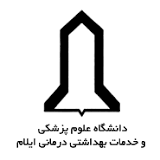 دانشگاه علوم پزشکی
و خدمات بهداشتی درمانی ایلام